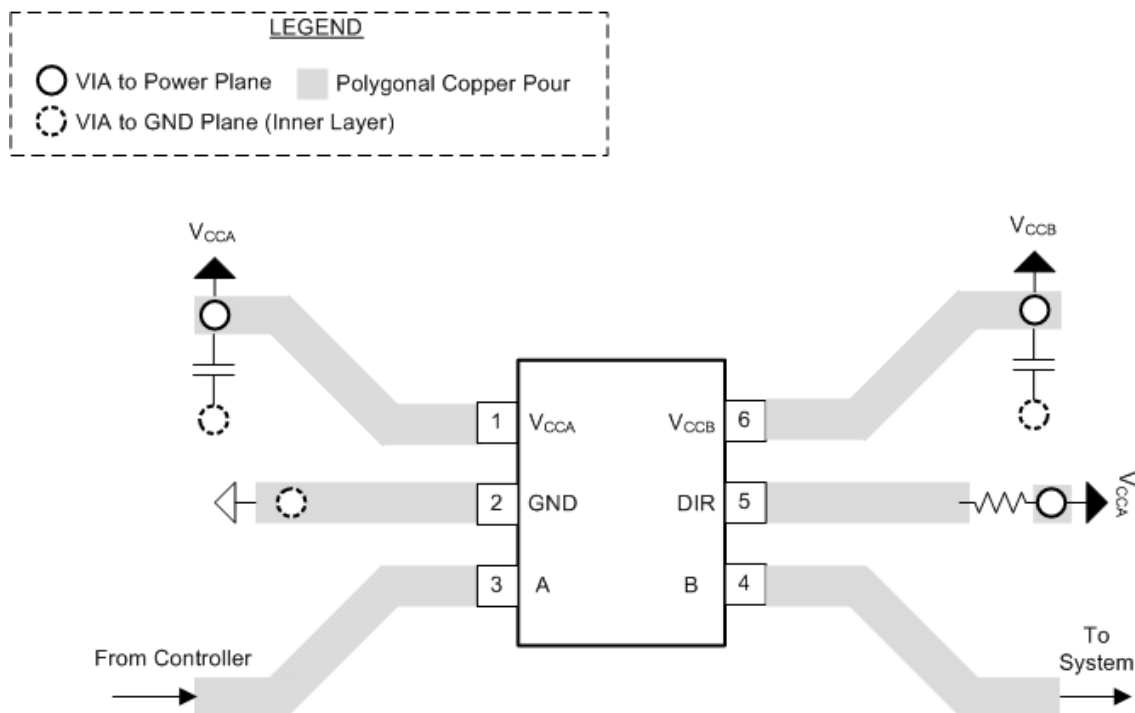 LEGEND
VIA to Power Plane
Polygonal Copper Pour
VIA to GND Plane (Inner Layer)
VCCA
VCCB
1
VCCA
VCCB
6
2
GND
DIR
5
VCCA
3
A
B
4
From Controller
To
System